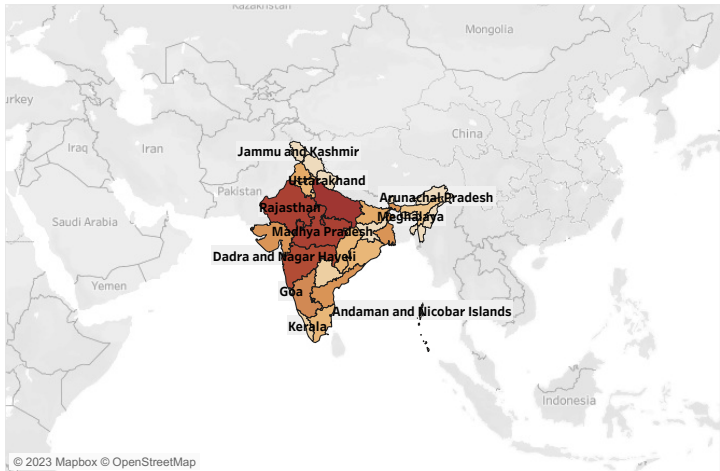 Kazakhstan
Mongolia
urkey
China
Iraq
Iran
Jammu and Kashmir
Uttarakhand
Pakistan
Arunachal Pradesh
Rajasthan
Meghalaya
Saudi Arabia
Madhya Pradesh
Dadra and Nagar Haveli
Yemen
Goa
Andaman and Nicobar Islands
Kerala
Indonesia
© 2023 Mapbox © OpenStreetMap